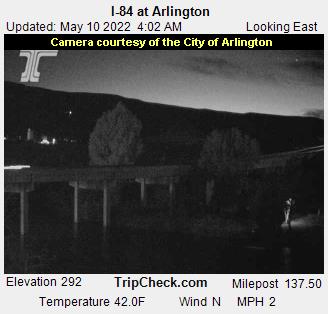 I-84 at Arlington
Updated: May 10 2022 4:02 AM Looking East
Camera courtesy of the City of Arlington
Elevation 292 TripCheck.com Milepost 137.50
Temperature 42.0F Wind N MPH 2